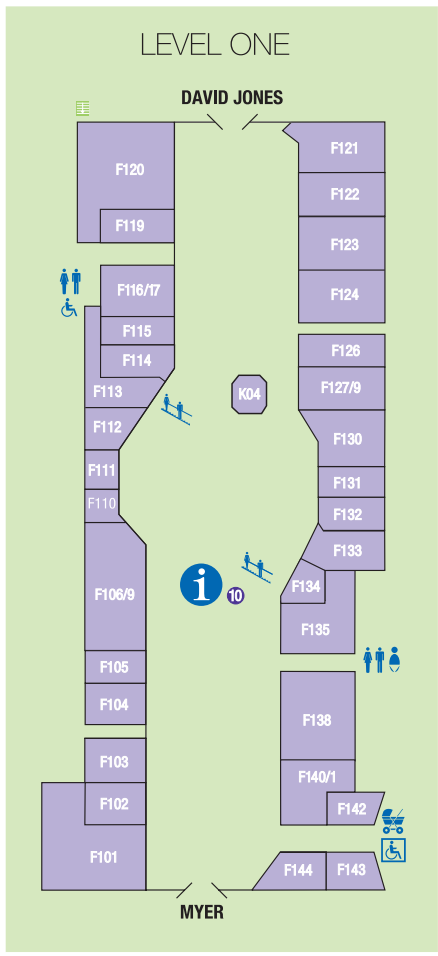 LEVEL ONE
DAVID JONES
F121
F120
F122
F119
F123
F116/17
F124
F115
F126
F114
F127/9
F113
K04
F112
F130
F111
F131
F110
F132
F133
i
F134
F106/9
10
F135
F105
F104
F138
F103
F140/1
F102
F142
F101
F144
F143
MYER